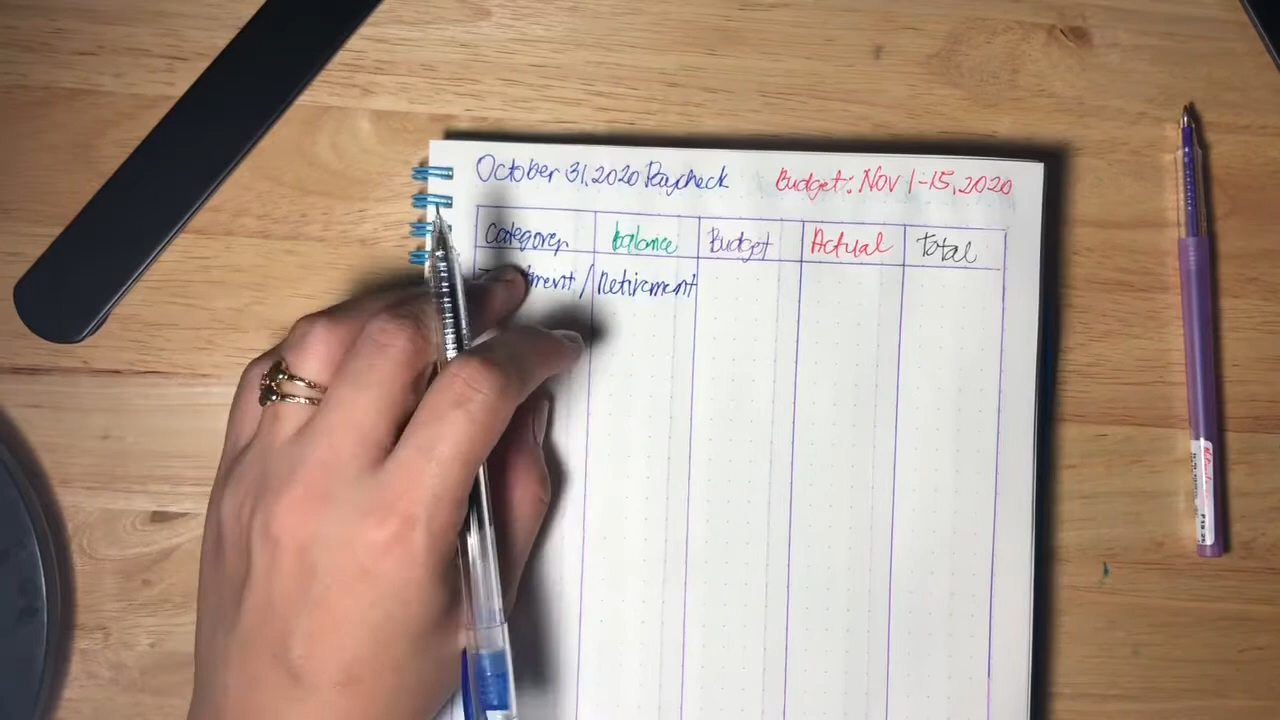 October 31, 2020 Paycheck Budget: Nov 1-15, 2020
Category balance Budget Actual Total
/ Retirement